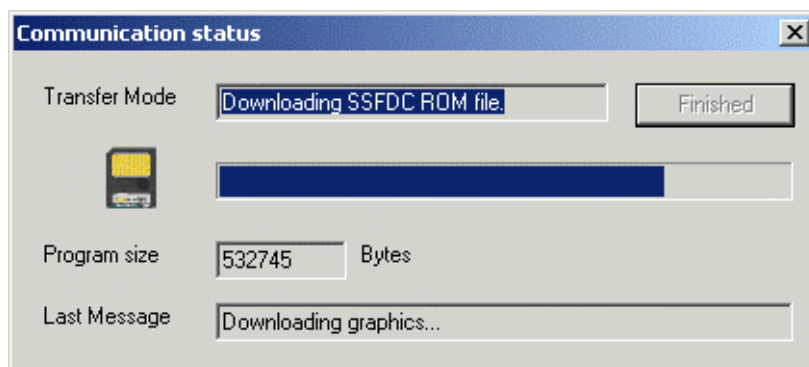 Communication status
Transfer Mode Downloading SSFDC ROM file. Finished
Program size 532745 Bytes
Last Message Downloading graphics...